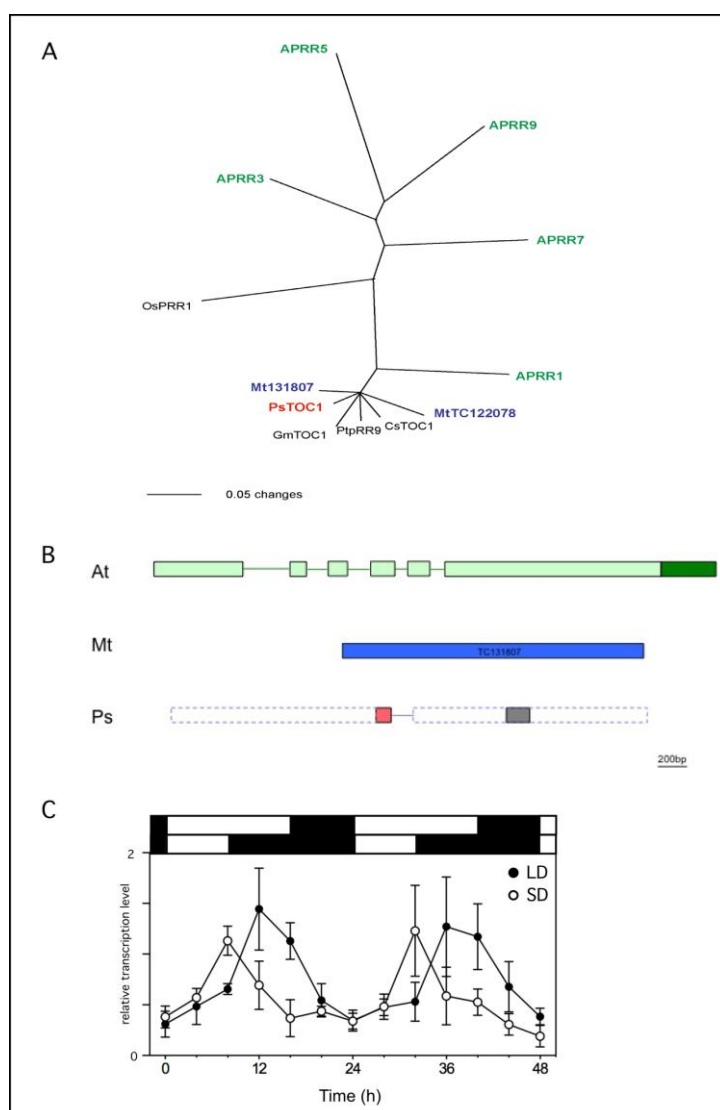 A
APRR5
APRR9
APRR3
APRR7
OsPRR1
APRR1
Mt131807
PsTOC1
MtTC122078
GmTOC1
PtpRR9
CsTOC1
0.05 changes
B
At
Mt
TC131807
Ps
200bp
C
2
LD
SD
relative transcription level
0
0 12 24 36 48
Time (h)